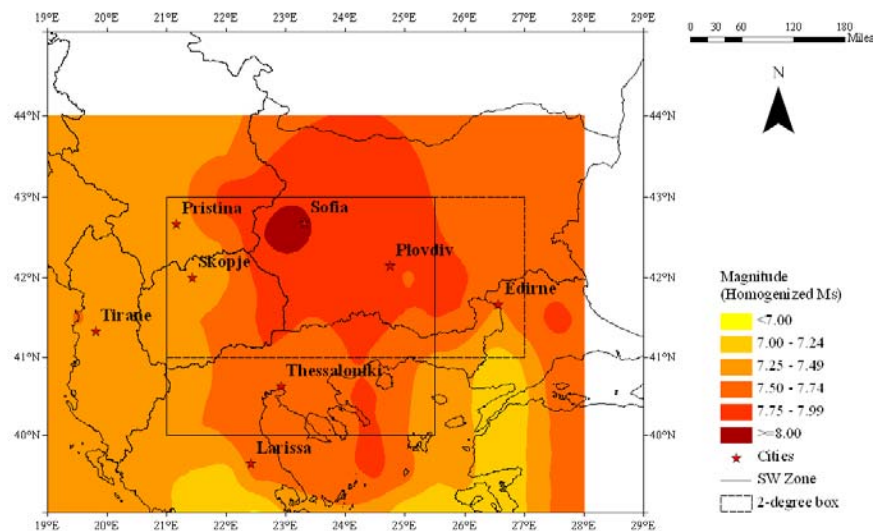 19°E 20°E 21°E 22°E 23°E 24°E 25°E 26°E 27°E 28°E 29°E
0 30 60 120 180
Miles
N
44°N 44°N
43°N 43°N
Pristina Sofia
Skopje Plovdiv
42°N 42°N
Edirne
Tirane
41°N 41°N
Thessaloniki
40°N 40°N
Larissa
19°E 20°E 21°E 22°E 23°E 24°E 25°E 26°E 27°E 28°E 29°E
Magnitude
(Homogenized Ms)
<7.00
7.00 - 7.24
7.25 - 7.49
7.50 - 7.74
7.75 - 7.99
>=8.00
Cities
SW Zone
2-degree box